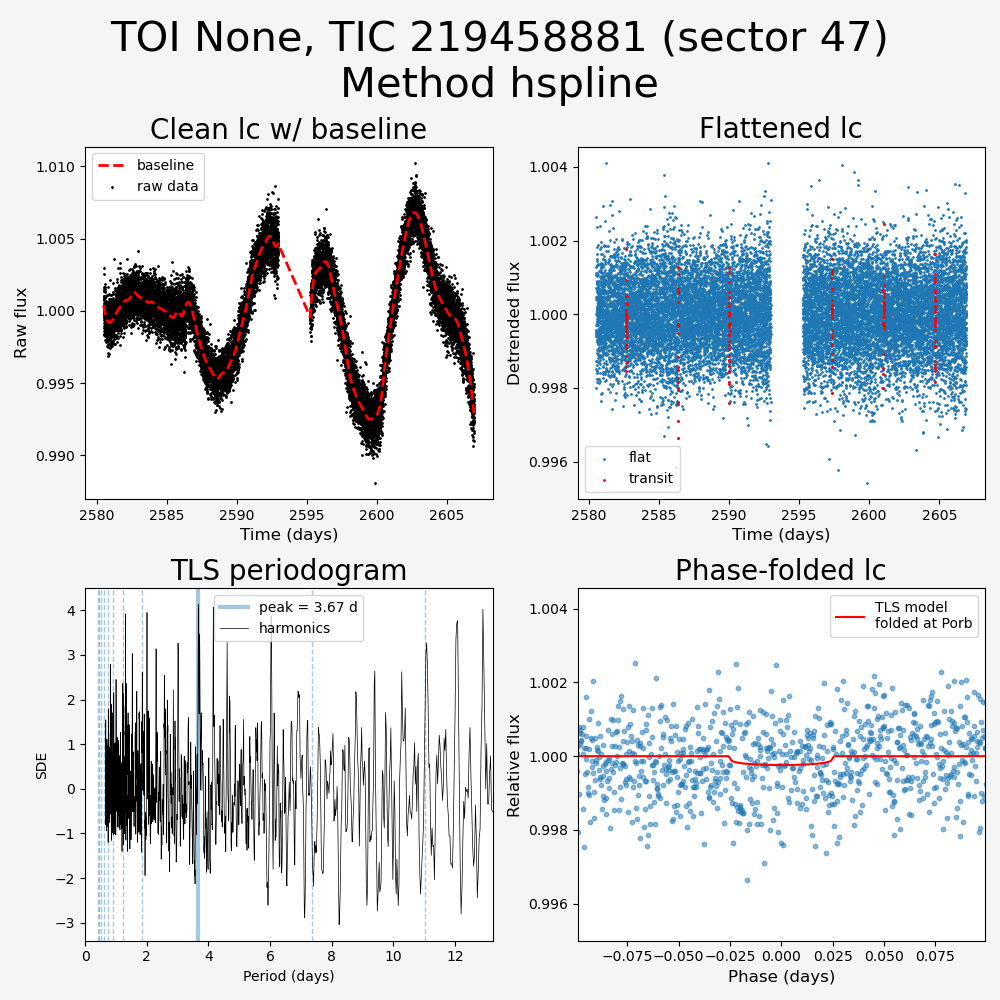 TOI None, TIC 219458881 (sector 47)
Method hspline
Clean lc w/ baseline
baseline
raw data
1.010
1.005
1.000
0.995
0.990
Raw flux
2580
2585
2590
2595
2600
2605
Time (days)
Flattened lc
1.004
1.002
1.000
0.998
0.996
Detrended flux
flat
transit
2580
2585
2590
2595
2600
2605
Time (days)
TLS periodogram
peak = 3.67 d
harmonics
4
3
2
1
0
−1
−2
−3
SDE
0
2
4
6
8
10
12
Period (days)
Phase-folded lc
TLS model
folded at Porb
1.004
1.002
1.000
0.998
0.996
Relative flux
−0.075
−0.050
−0.025
0.000
0.025
0.050
0.075
Phase (days)